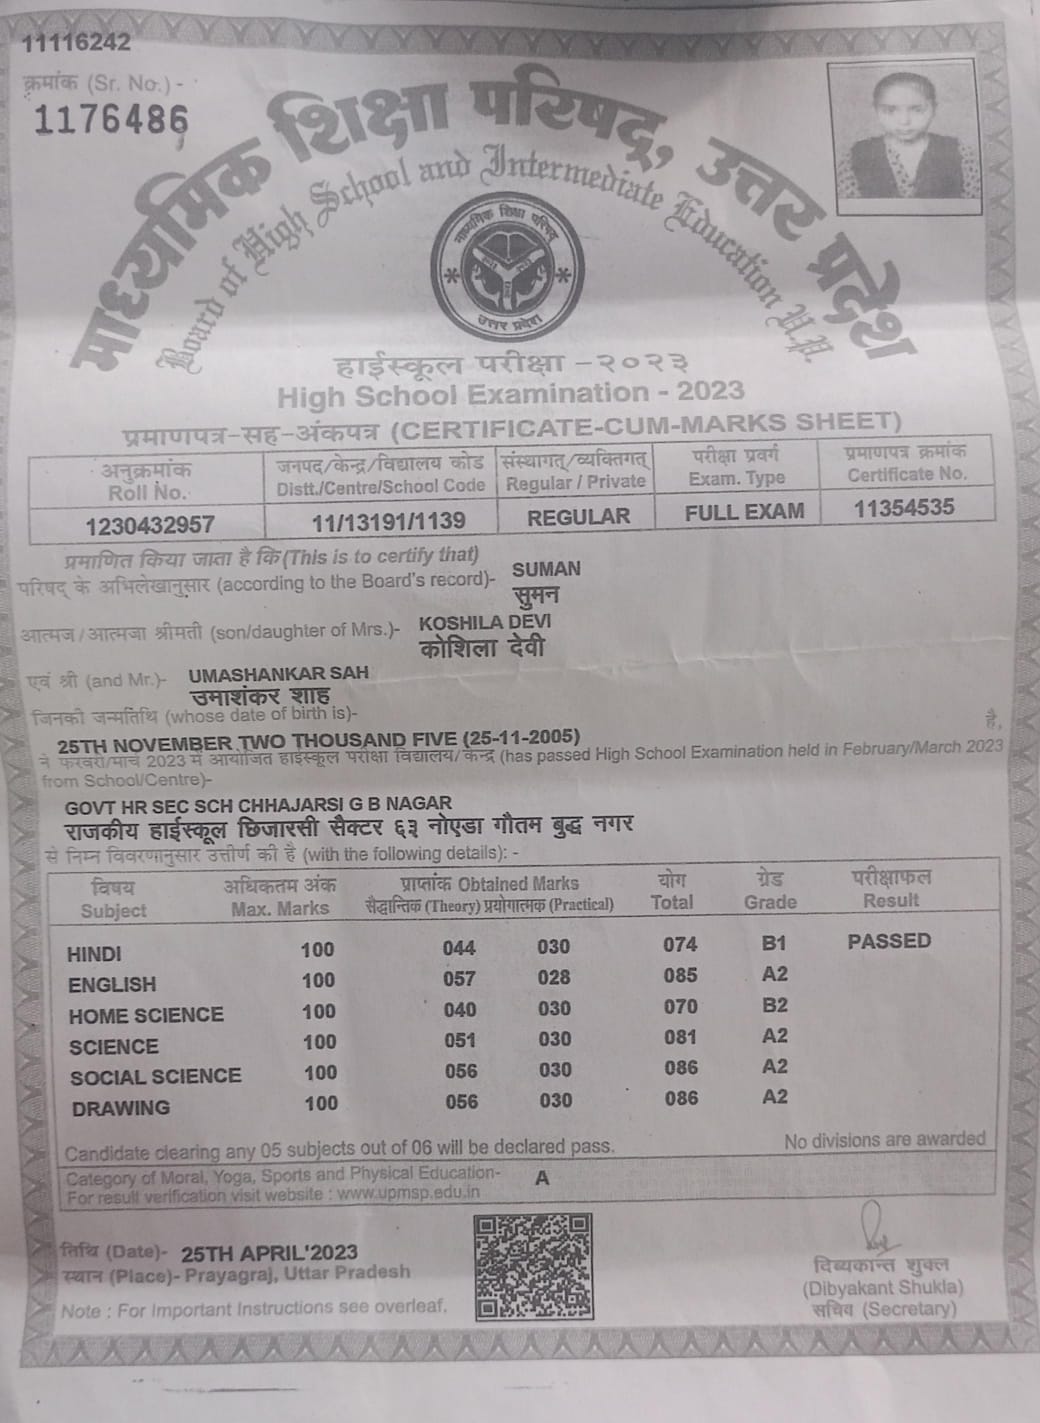 11116242
क्रमांक (Sr. No.) -
1176486
माध्यमिक शिक्षा परिषद्, उत्तर प्रदेश
Board of High School and Intermediate Education U.P.
माध्यमिक शिक्षा परिषद्
उत्तर प्रदेश
हाईस्कूल परीक्षा -२०२३
High School Examination - 2023
प्रमाणपत्र-सह-अंकपत्र (CERTIFICATE-CUM-MARKS SHEET)
अनुक्रमांक जनपद/केन्द्र/विद्यालय कोड संस्थागत्/व्यक्तिगत् परीक्षा प्रवर्ग प्रमाणपत्र क्रमांक
Roll No. Distt./Centre/School Code Regular / Private Exam. Type Certificate No.
1230432957 11/13191/1139 REGULAR FULL EXAM 11354535
प्रमाणित किया जाता है कि (This is to certify that)
परिषद् के अभिलेखानुसार (according to the Board's record)- SUMAN
सुमन
आत्मज/आत्मजा श्रीमती (son/daughter of Mrs.)- KOSHILA DEVI
कोशिला देवी
एवं श्री (and Mr.)- UMASHANKAR SAH
उमाशंकर शाह
जिनकी जन्मतिथि (whose date of birth is)-
25TH NOVEMBER TWO THOUSAND FIVE (25-11-2005) है,
ने फरवरी/मार्च 2023 में आयोजित हाईस्कूल परीक्षा विद्यालय/केन्द्र (has passed High School Examination held in February/March 2023
from School/Centre)-
GOVT HR SEC SCH CHHAJARSI G B NAGAR
राजकीय हाईस्कूल छिजारसी सैक्टर ६३ नोएडा गौतम बुद्ध नगर
से निम्न विवरणानुसार उत्तीर्ण की है (with the following details): -
विषय अधिकतम अंक प्राप्तांक Obtained Marks योग ग्रेड परीक्षाफल
Subject Max. Marks सैद्धान्तिक (Theory) प्रयोगात्मक (Practical) Total Grade Result
HINDI 100 044 030 074 B1 PASSED
ENGLISH 100 057 028 085 A2
HOME SCIENCE 100 040 030 070 B2
SCIENCE 100 051 030 081 A2
SOCIAL SCIENCE 100 056 030 086 A2
DRAWING 100 056 030 086 A2
Candidate clearing any 05 subjects out of 06 will be declared pass. No divisions are awarded
Category of Moral, Yoga, Sports and Physical Education- A
For result verification visit website : www.upmsp.edu.in
तिथि (Date)- 25TH APRIL'2023
स्थान (Place)- Prayagraj, Uttar Pradesh
Note : For Important Instructions see overleaf.
दिब्यकान्त शुक्ल
(Dibyakant Shukla)
सचिव (Secretary)